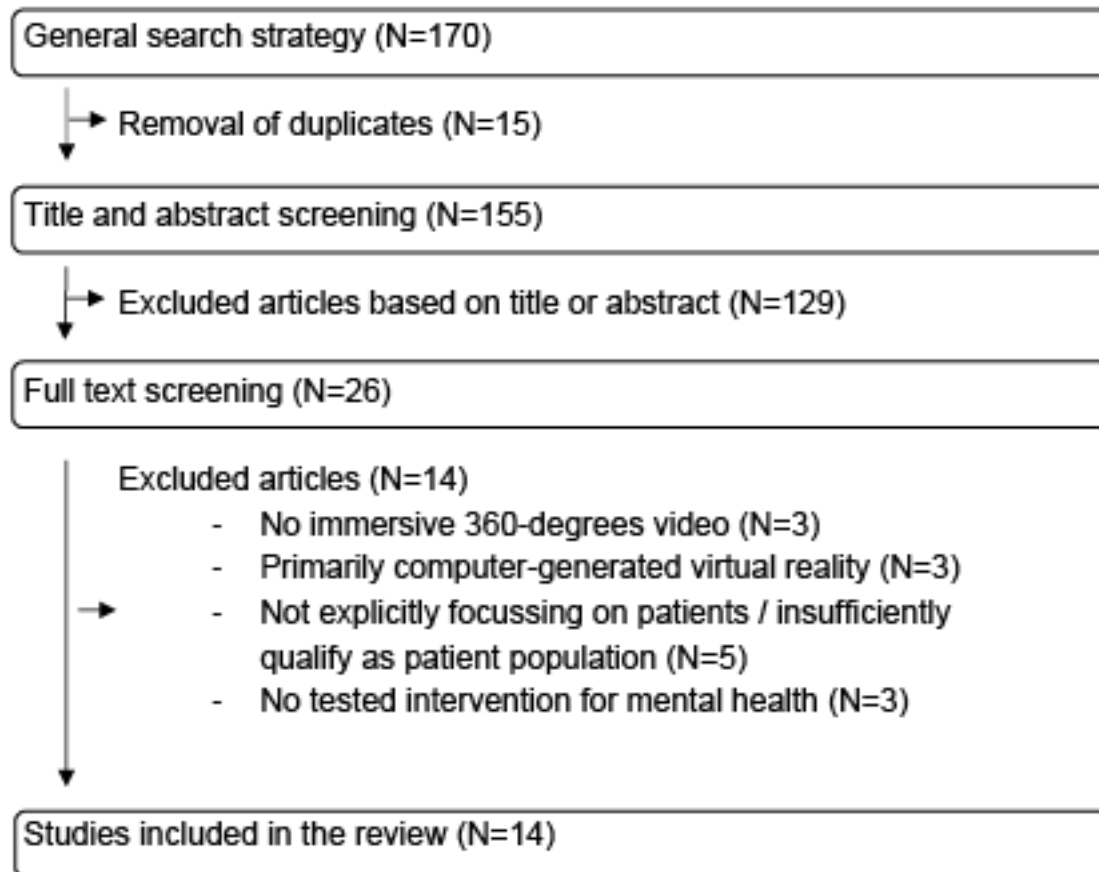 General search strategy (N=170)
Removal of duplicates (N=15)
Title and abstract screening (N=155)
Excluded articles based on title or abstract (N=129)
Full text screening (N=26)
Excluded articles (N=14)
- No immersive 360-degrees video (N=3)
- Primarily computer-generated virtual reality (N=3)
- Not explicitly focussing on patients / insufficiently
qualify as patient population (N=5)
- No tested intervention for mental health (N=3)
Studies included in the review (N=14)